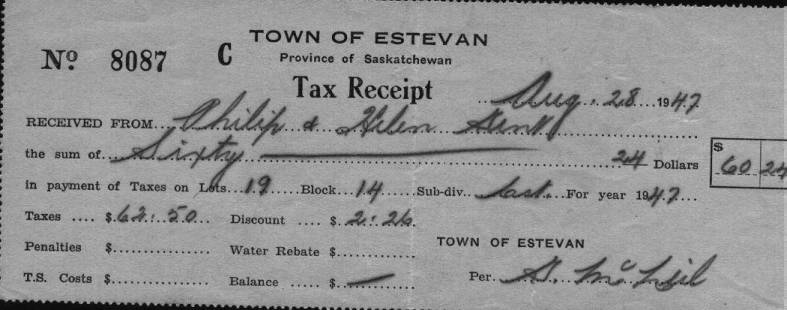 TOWN OF ESTEVAN
Nº 8087 C Province of Saskatchewan
Tax Receipt Aug. 28 1947
RECEIVED FROM Philip & Helen
the sum of Sixty 24 Dollars $ 60 24
in payment of Taxes on Lots 19 Block 14 Sub-div. East For year 1947
Taxes .... $ 62.50 Discount .... $ 2.26
Penalties $ Water Rebate $ TOWN OF ESTEVAN
T.S. Costs $ Balance ..... $ — Per G. McNeil